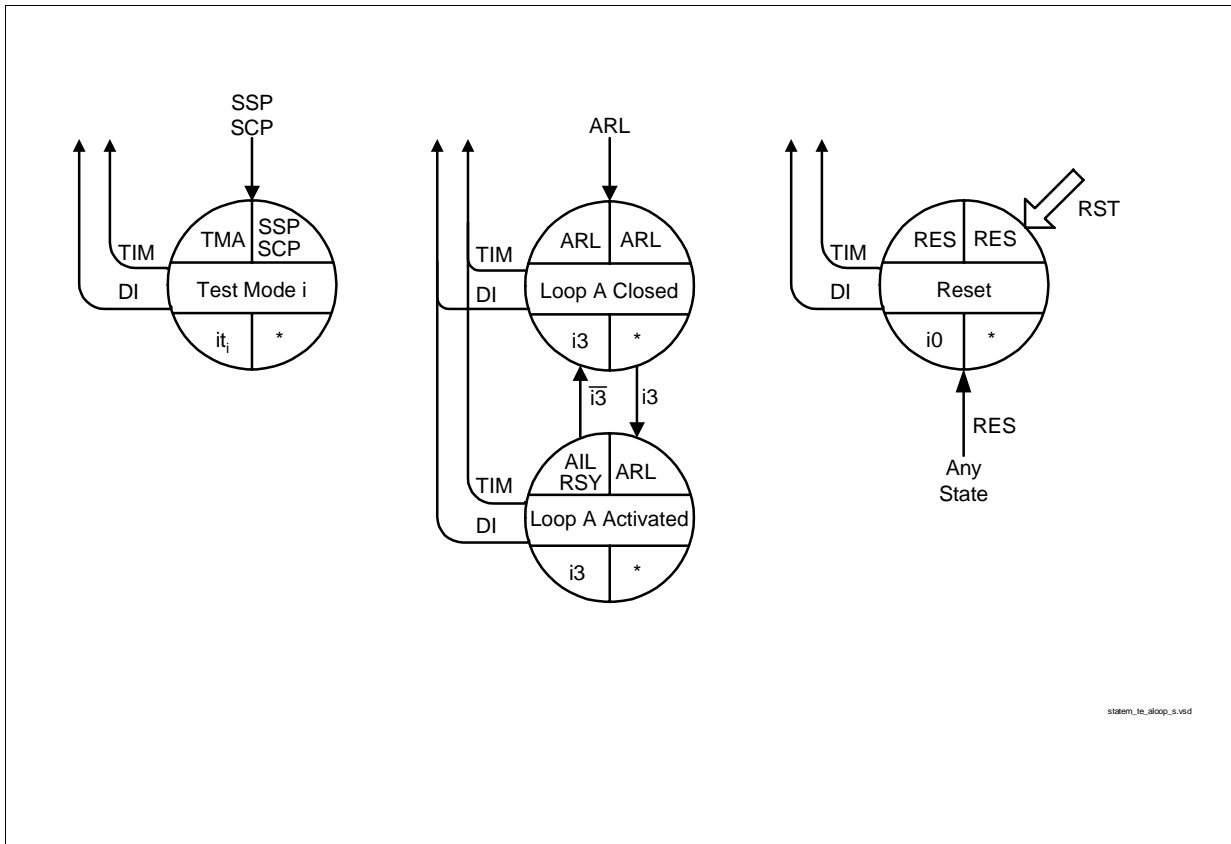 SSP
SCP
TMA
SSP
SCP
TIM
DI
Test Mode i
it_i
*
ARL
ARL
ARL
TIM
DI
Loop A Closed
i3
*
i̅3̅
i3
AIL
RSY
ARL
TIM
DI
Loop A Activated
i3
*
RST
RES
RES
TIM
DI
Reset
i0
*
RES
Any
State
statem_te_aloop_s.vsd